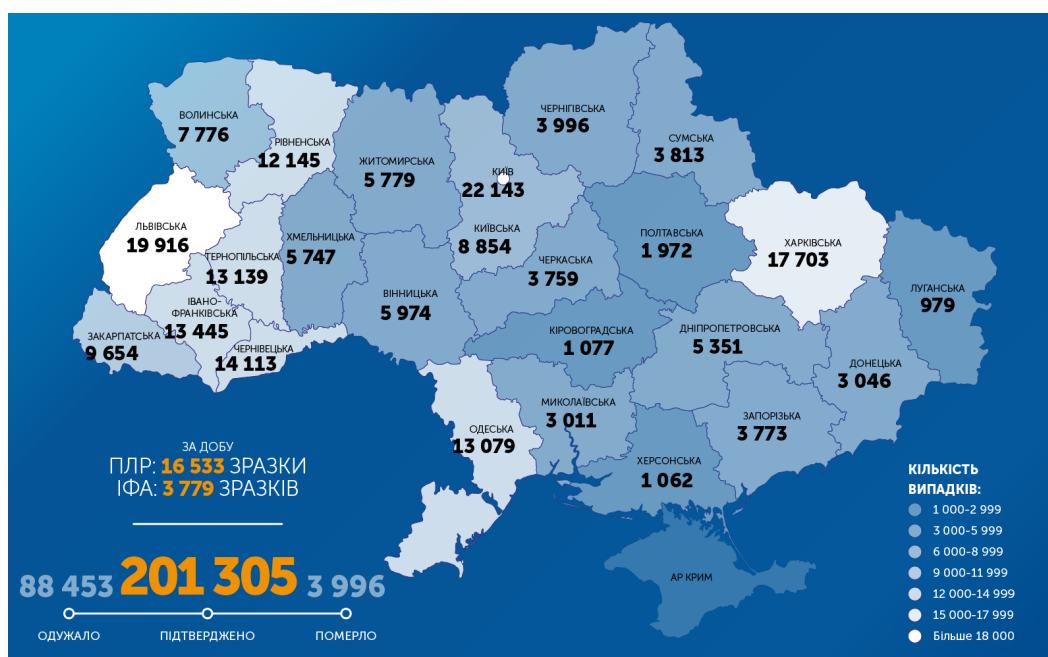 ВОЛИНСЬКА
7 776
РІВНЕНСЬКА
12 145
ЖИТОМИРСЬКА
5 779
КИЇВ
22 143
ЧЕРНІГІВСЬКА
3 996
СУМСЬКА
3 813
ЛЬВІВСЬКА
19 916
ТЕРНОПІЛЬСЬКА
13 139
ХМЕЛЬНИЦЬКА
5 747
КИЇВСЬКА
8 854
ЧЕРКАСЬКА
3 759
ПОЛТАВСЬКА
1 972
ХАРКІВСЬКА
17 703
ЛУГАНСЬКА
979
ЗАКАРПАТСЬКА
9 654
ІВАНО-
ФРАНКІВСЬКА
13 445
ЧЕРНІВЕЦЬКА
14 113
ВІННИЦЬКА
5 974
КІРОВОГРАДСЬКА
1 077
ДНІПРОПЕТРОВСЬКА
5 351
ДОНЕЦЬКА
3 046
ОДЕСЬКА
13 079
МИКОЛАЇВСЬКА
3 011
ЗАПОРІЗЬКА
3 773
ХЕРСОНСЬКА
1 062
АР КРИМ
ЗА ДОБУ
ПЛР: 16 533 ЗРАЗКИ
ІФА: 3 779 ЗРАЗКІВ
88 453 201 305 3 996
ОДУЖАЛО ПІДТВЕРДЖЕНО ПОМЕРЛО
КІЛЬКІСТЬ
ВИПАДКІВ:
1 000-2 999
3 000-5 999
6 000-8 999
9 000-11 999
12 000-14 999
15 000-17 999
Більше 18 000